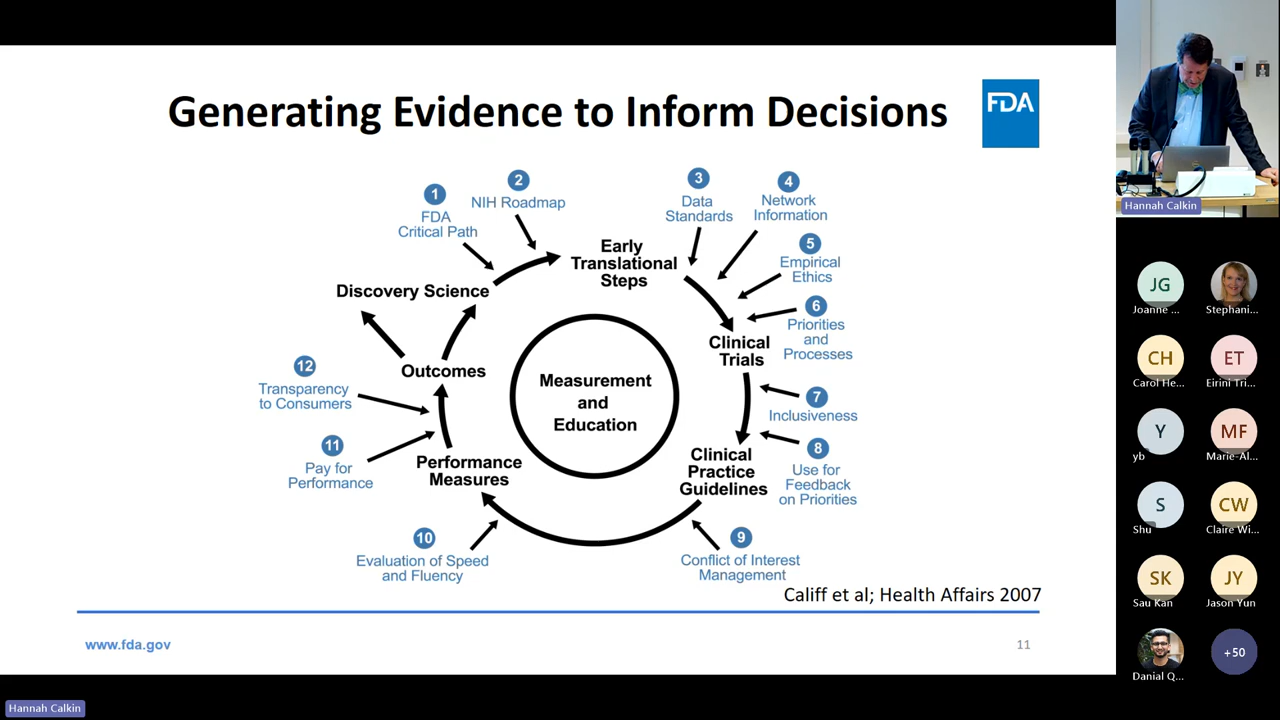 Generating Evidence to Inform Decisions
FDA
1
FDA
Critical Path
2
NIH Roadmap
3
Data
Standards
4
Network
Information
5
Empirical
Ethics
6
Priorities
and
Processes
7
Inclusiveness
8
Use for
Feedback
on Priorities
9
Conflict of Interest
Management
10
Evaluation of Speed
and Fluency
11
Pay for
Performance
12
Transparency
to Consumers
Early
Translational
Steps
Discovery Science
Clinical
Trials
Outcomes
Measurement
and
Education
Clinical
Practice
Guidelines
Performance
Measures
Califf et al; Health Affairs 2007
www.fda.gov
11
Hannah Calkin
Hannah Calkin
JG
Joanne ...
Stephani...
CH
Carol He...
ET
Eirini Tri...
Y
yb
MF
Marie-Al...
S
Shu
CW
Claire Wi...
SK
Sau Kan
JY
Jason Yun
Danial Q...
+50